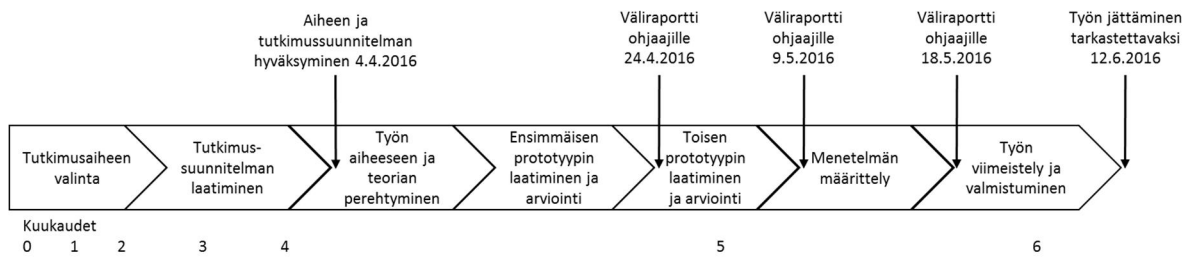 Aiheen ja
tutkimussuunnitelman
hyväksyminen 4.4.2016
Väliraportti
ohjaajille
24.4.2016
Väliraportti
ohjaajille
9.5.2016
Väliraportti
ohjaajille
18.5.2016
Työn jättäminen
tarkastettavaksi
12.6.2016
Tutkimusaiheen
valinta
Tutkimus-
suunnitelman
laatiminen
Työn
aiheeseen ja
teorian
perehtyminen
Ensimmäisen
prototyypin
laatiminen ja
arviointi
Toisen
prototyypin
laatiminen
ja arviointi
Menetelmän
määrittely
Työn
viimeistely ja
valmistuminen
Kuukaudet
0 1 2 3 4 5 6